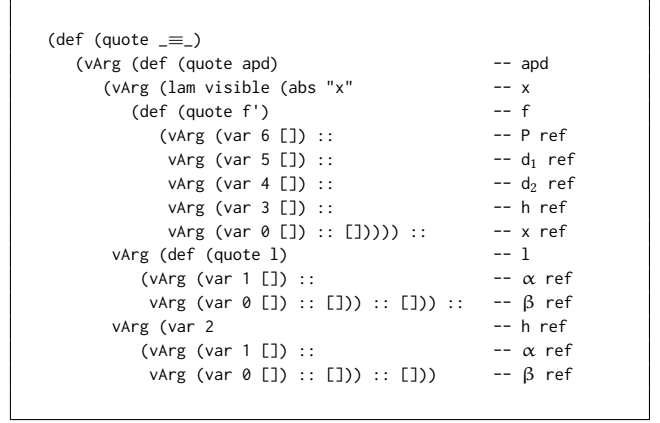 (def (quote _≡_)
   (vArg (def (quote apd)                     -- apd
      (vArg (lam visible (abs "x"             -- x
         (def (quote f')                      -- f
            (vArg (var 6 []) ::               -- P ref
             vArg (var 5 []) ::               -- d₁ ref
             vArg (var 4 []) ::               -- d₂ ref
             vArg (var 3 []) ::               -- h ref
             vArg (var 0 []) :: [])))) ::     -- x ref
       vArg (def (quote l)                    -- l
          (vArg (var 1 []) ::                 -- α ref
           vArg (var 0 []) :: [])) :: [])) :: -- β ref
       vArg (var 2                            -- h ref
          (vArg (var 1 []) ::                 -- α ref
           vArg (var 0 []) :: [])) :: []))    -- β ref